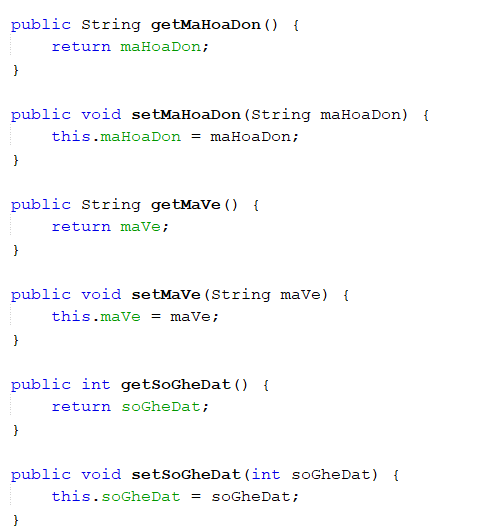 public String getMaHoaDon() {
    return maHoaDon;
}

public void setMaHoaDon(String maHoaDon) {
    this.maHoaDon = maHoaDon;
}

public String getMaVe() {
    return maVe;
}

public void setMaVe(String maVe) {
    this.maVe = maVe;
}

public int getSoGheDat() {
    return soGheDat;
}

public void setSoGheDat(int soGheDat) {
    this.soGheDat = soGheDat;
}